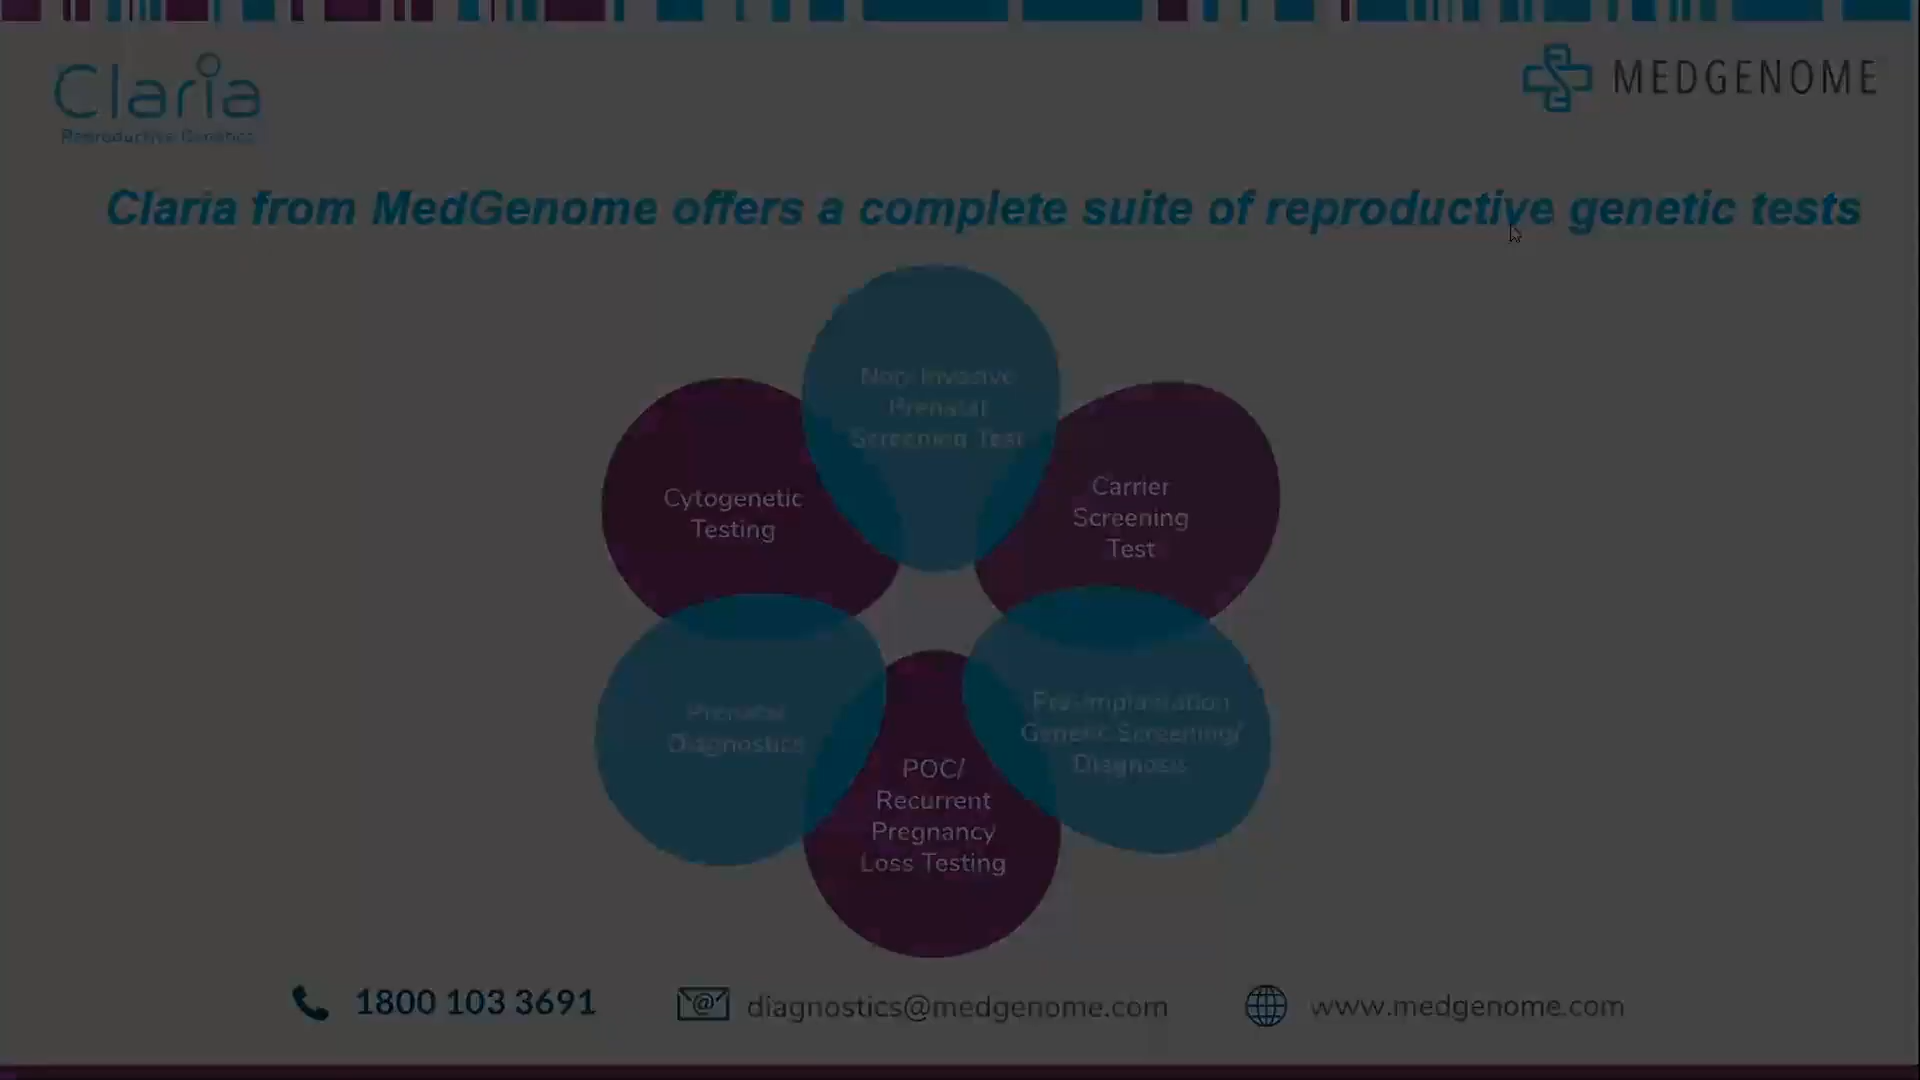 Claria
Reproductive Genetics
MEDGENOME
Claria from MedGenome offers a complete suite of reproductive genetic tests
Non-Invasive
Prenatal
Screening Test
Cytogenetic
Testing
Carrier
Screening
Test
Prenatal
Diagnostics
Pre-implantation
Genetic Screening/
Diagnosis
POC/
Recurrent
Pregnancy
Loss Testing
1800 103 3691
diagnostics@medgenome.com
www.medgenome.com